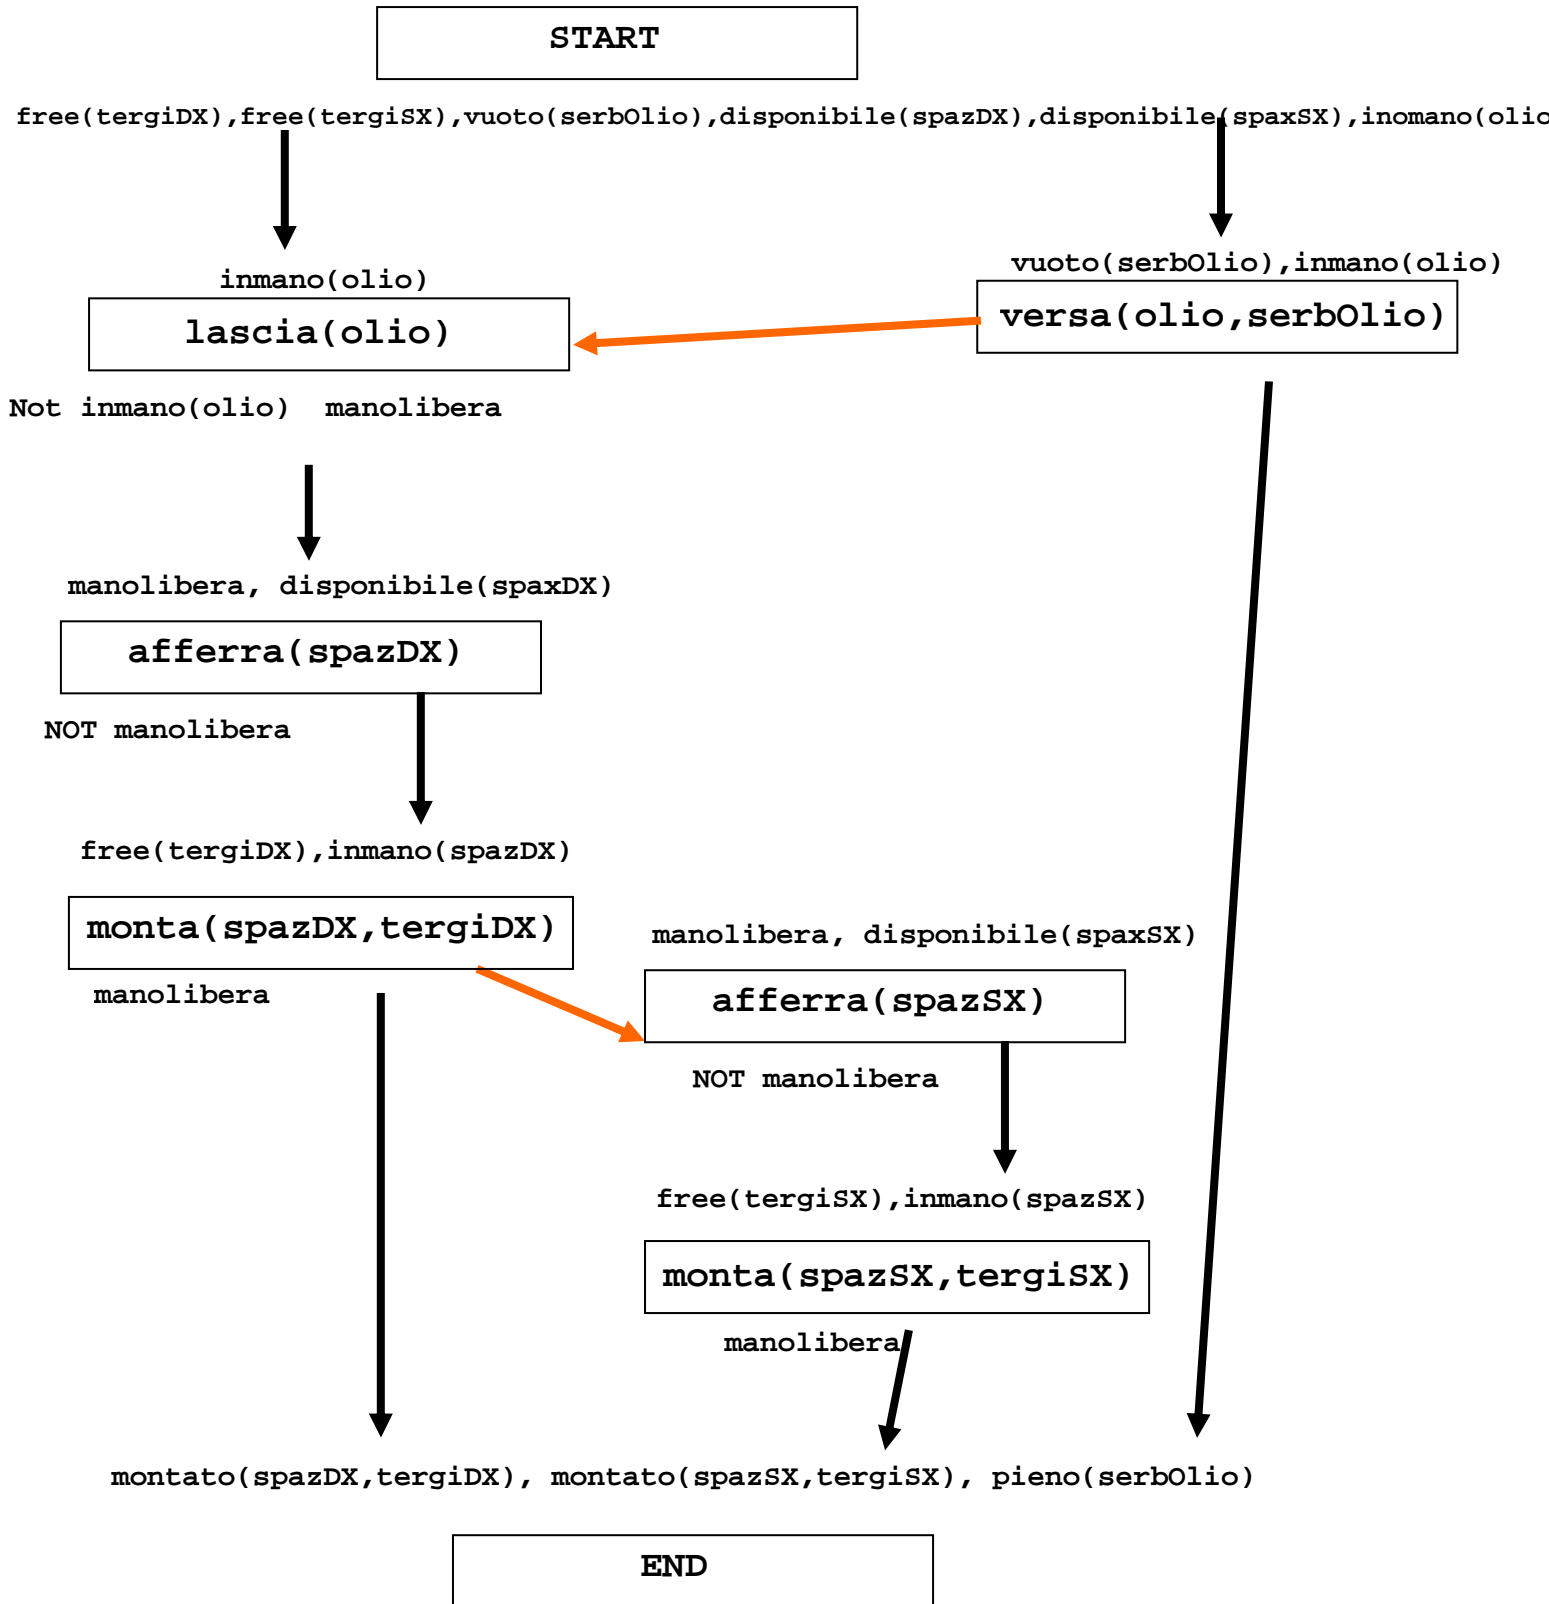 START
free(tergiDX),free(tergiSX),vuoto(serbOlio),disponibile(spazDX),disponibile(spaxSX),inomano(olio
vuoto(serbOlio),inmano(olio)
inmano(olio)
versa(olio,serbOlio)
lascia(olio)
Not inmano(olio) manolibera
manolibera, disponibile(spaxDX)
afferra(spazDX)
NOT manolibera
free(tergiDX),inmano(spazDX)
monta(spazDX,tergiDX)
manolibera, disponibile(spaxSX)
manolibera
afferra(spazSX)
NOT manolibera
free(tergiSX),inmano(spazSX)
monta(spazSX,tergiSX)
manolibera
montato(spazDX,tergiDX), montato(spazSX,tergiSX), pieno(serbOlio)
END